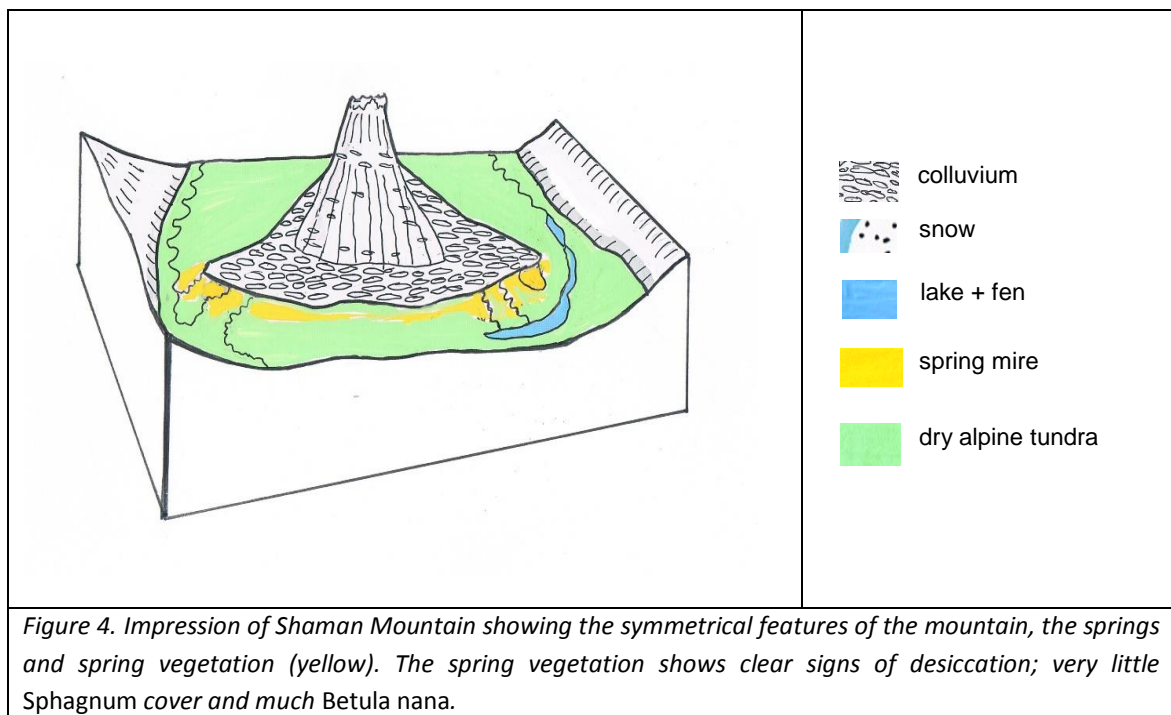 colluvium
snow
lake + fen
spring mire
dry alpine tundra
Figure 4. Impression of Shaman Mountain showing the symmetrical features of the mountain, the springs
and spring vegetation (yellow). The spring vegetation shows clear signs of desiccation; very little
Sphagnum cover and much Betula nana.